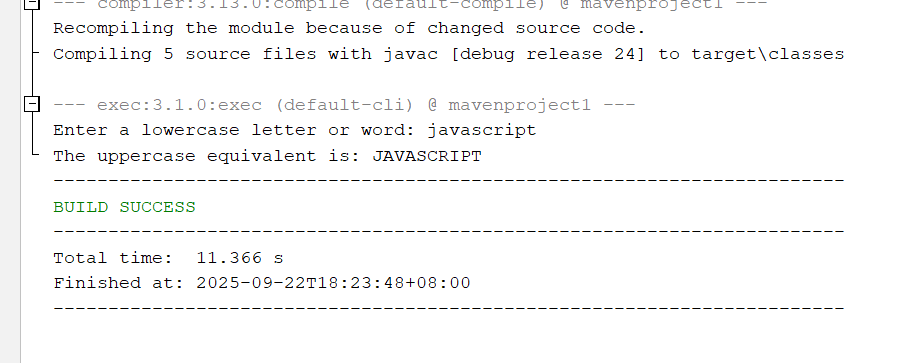 --- compiler:3.13.0:compile (default-compile) @ mavenproject1 ---
Recompiling the module because of changed source code.
Compiling 5 source files with javac [debug release 24] to target\classes
--- exec:3.1.0:exec (default-cli) @ mavenproject1 ---
Enter a lowercase letter or word: javascript
The uppercase equivalent is: JAVASCRIPT
------------------------------------------------------------------------
BUILD SUCCESS
------------------------------------------------------------------------
Total time:  11.366 s
Finished at: 2025-09-22T18:23:48+08:00
------------------------------------------------------------------------